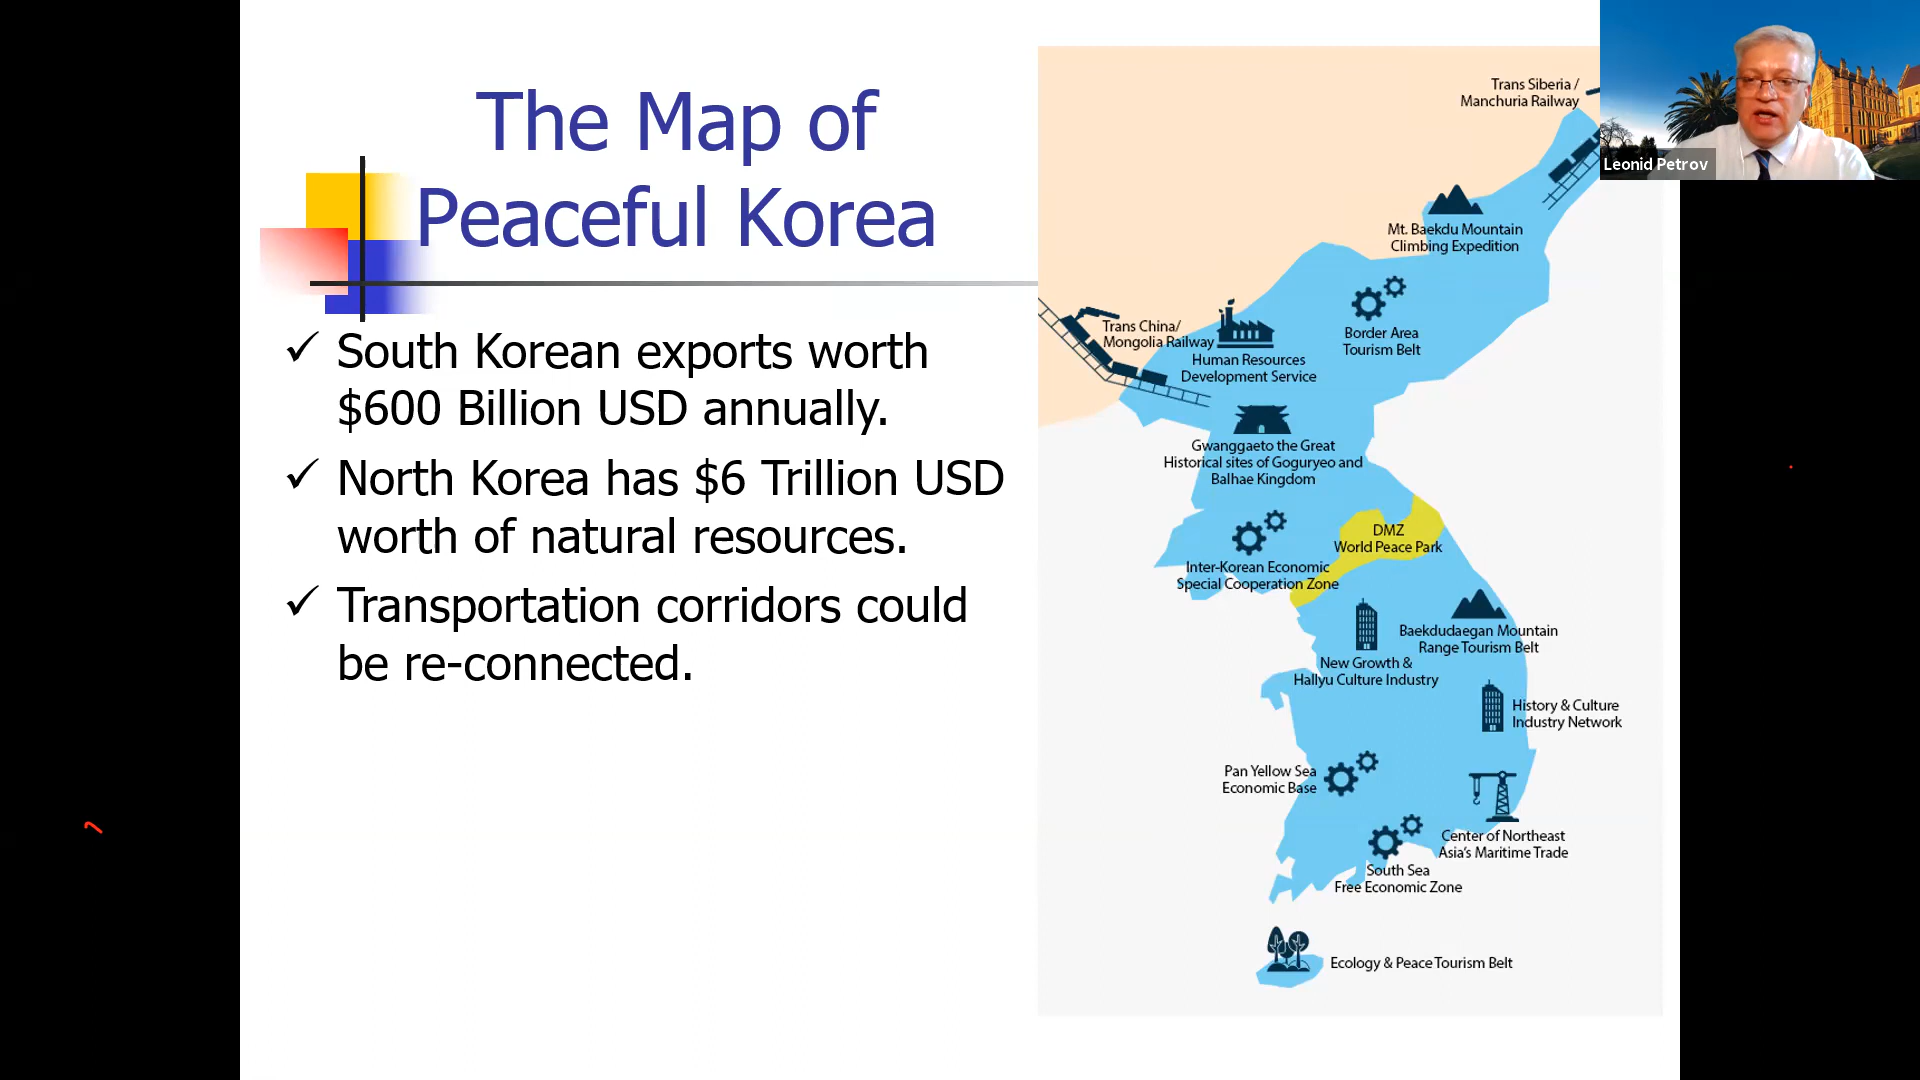 The Map of
Peaceful Korea
✓ South Korean exports worth
$600 Billion USD annually.
✓ North Korea has $6 Trillion USD
worth of natural resources.
✓ Transportation corridors could
be re-connected.
Trans Siberia /
Manchuria Railway
Leonid Petrov
Mt. Baekdu Mountain
Climbing Expedition
Border Area
Tourism Belt
Trans China/
Mongolia Railway
Human Resources
Development Service
Gwanggaeto the Great
Historical sites of Goguryeo and
Balhae Kingdom
DMZ
World Peace Park
Inter-Korean Economic
Special Cooperation Zone
Baekdudaegan Mountain
Range Tourism Belt
New Growth &
Hallyu Culture Industry
History & Culture
Industry Network
Pan Yellow Sea
Economic Base
Center of Northeast
Asia's Maritime Trade
South Sea
Free Economic Zone
Ecology & Peace Tourism Belt